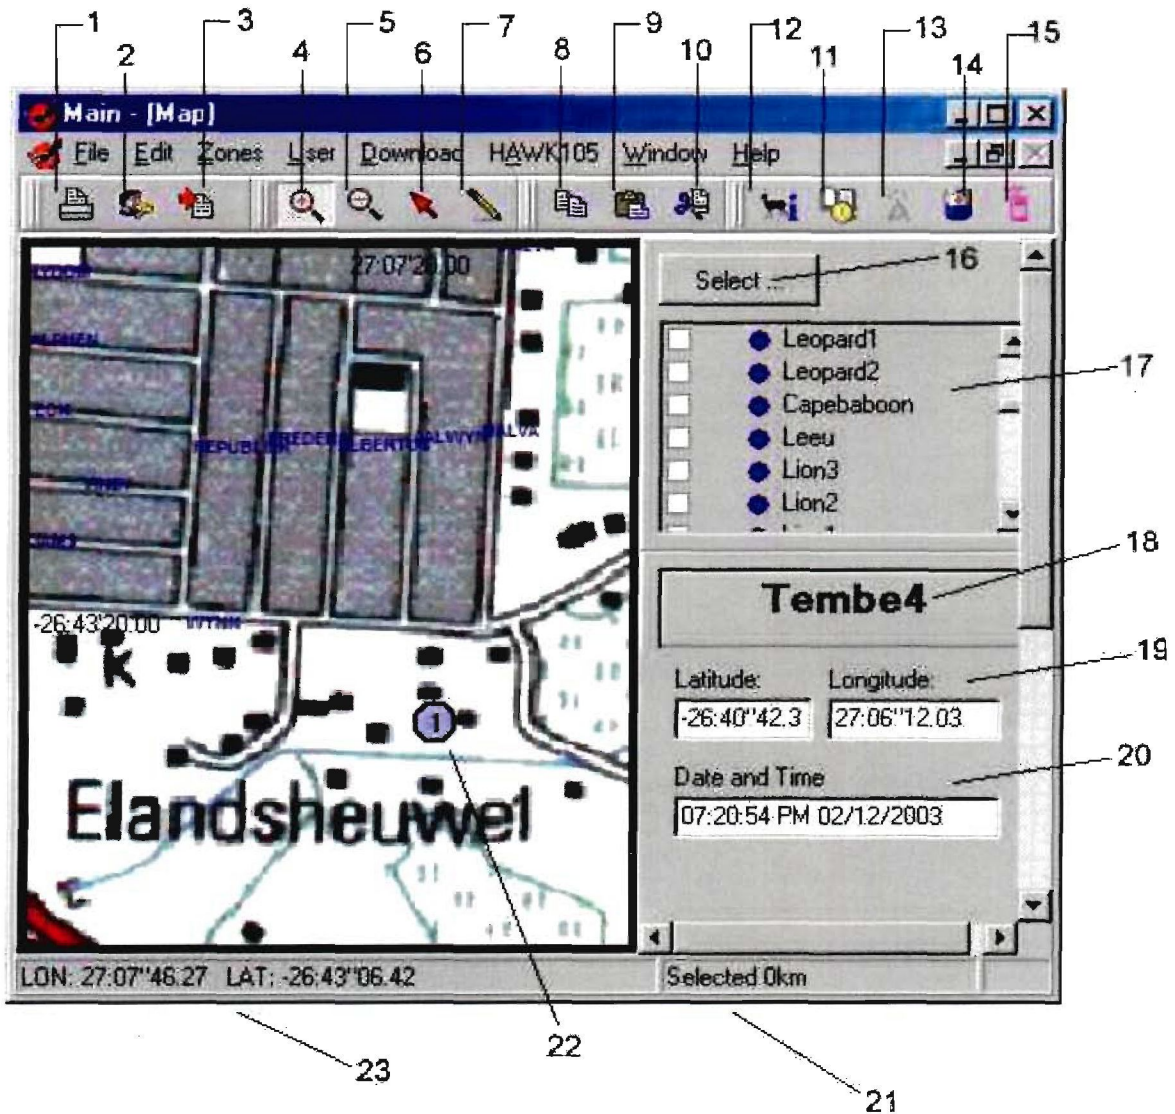 1 3 5 7 9 12 13 15
2 4 6 8 10 11 14
Main - [Map]
File Edit Zones User Download HAWK105 Window Help
27:07'20.00
Select ...
16
Leopard1
Leopard2
17
Capebaboon
Leeu
Lion3
Lion2
REPUBLIEK
18
Tembe4
-26:43'20.00
WYNN
K
19
Latitude: Longitude:
-26:40"42.3 27:06"12.03
1
20
Date and Time
07:20:54 PM 02/12/2003
Elandsheuwel
LON: 27:07"46.27 LAT: -26:43"06.42 Selected 0km
22
23
21